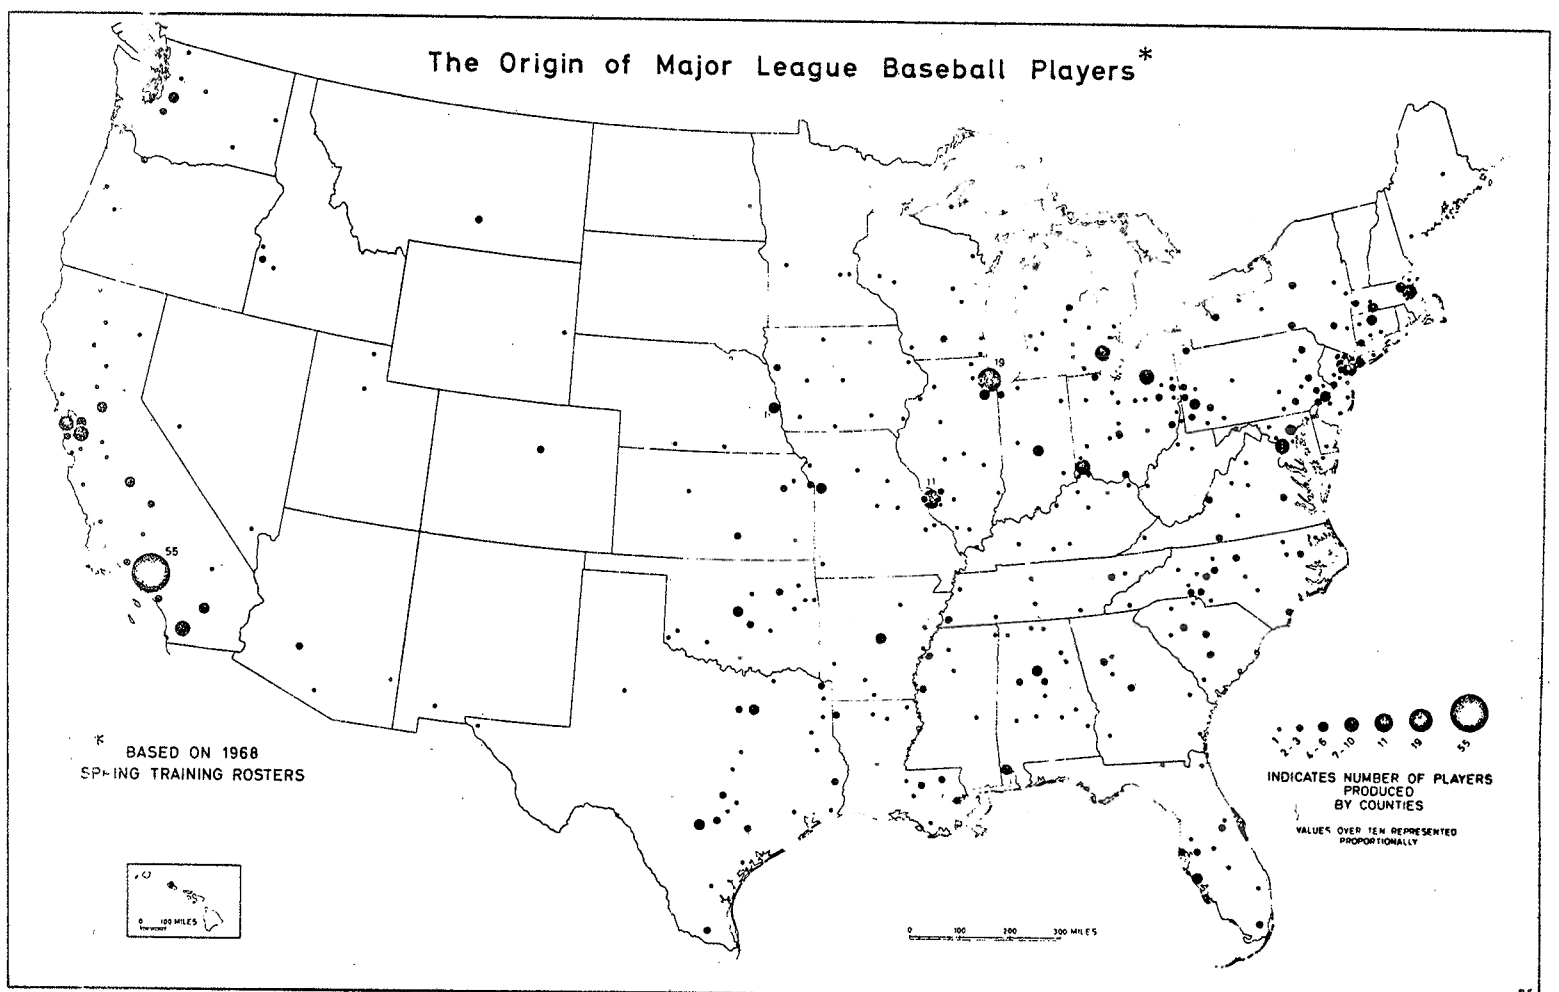 The Origin of Major League Baseball Players*
19
11
55
* BASED ON 1968
SPRING TRAINING ROSTERS
1 2-3 4-6 7-10 11 19 55
INDICATES NUMBER OF PLAYERS
PRODUCED
BY COUNTIES
VALUES OVER TEN REPRESENTED
PROPORTIONALLY
0 100 MILES
0 100 200 300 MILES